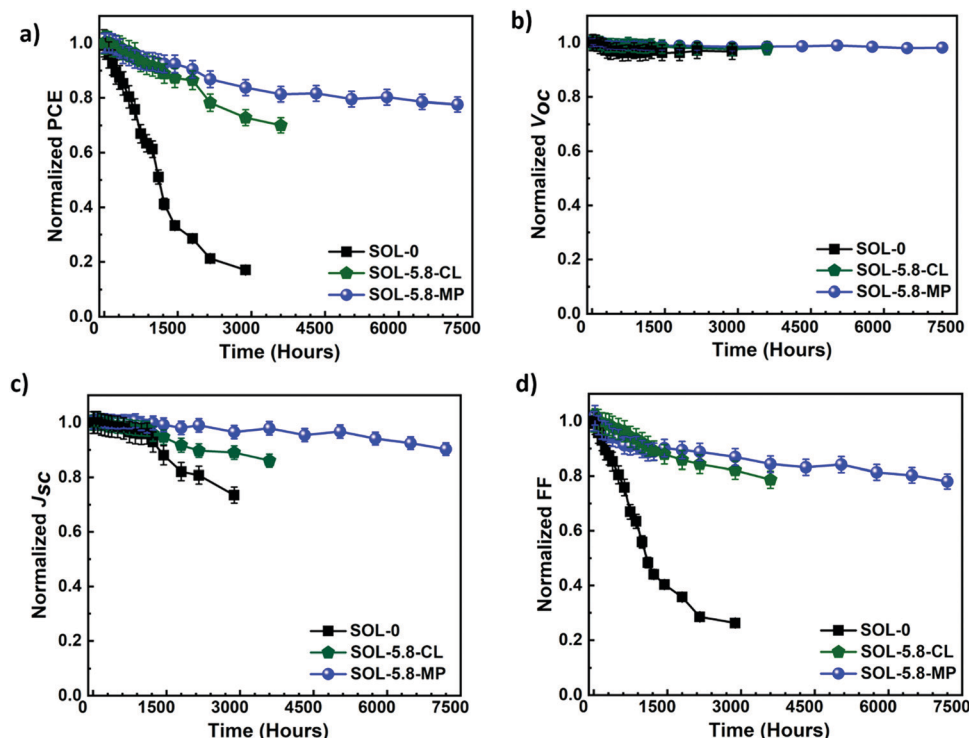 a)
Normalized PCE
1.0
0.8
0.6
0.4
0.2
0.0
SOL-0
SOL-5.8-CL
SOL-5.8-MP
0 1500 3000 4500 6000 7500
Time (Hours)
b)
Normalized Voc
1.0
0.8
0.6
0.4
0.2
0.0
SOL-0
SOL-5.8-CL
SOL-5.8-MP
0 1500 3000 4500 6000 7500
Time (Hours)
c)
Normalized Jsc
1.0
0.8
0.6
0.4
0.2
0.0
SOL-0
SOL-5.8-CL
SOL-5.8-MP
0 1500 3000 4500 6000 7500
Time (Hours)
d)
Normalized FF
1.0
0.8
0.6
0.4
0.2
0.0
SOL-0
SOL-5.8-CL
SOL-5.8-MP
0 1500 3000 4500 6000 7500
Time (Hours)